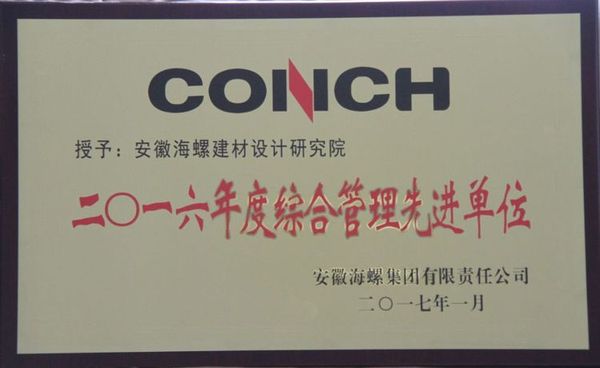 CONCH
授予：安徽海螺建材设计研究院
二〇一六年度综合管理先进单位
安徽海螺集团有限责任公司
二〇一七年一月